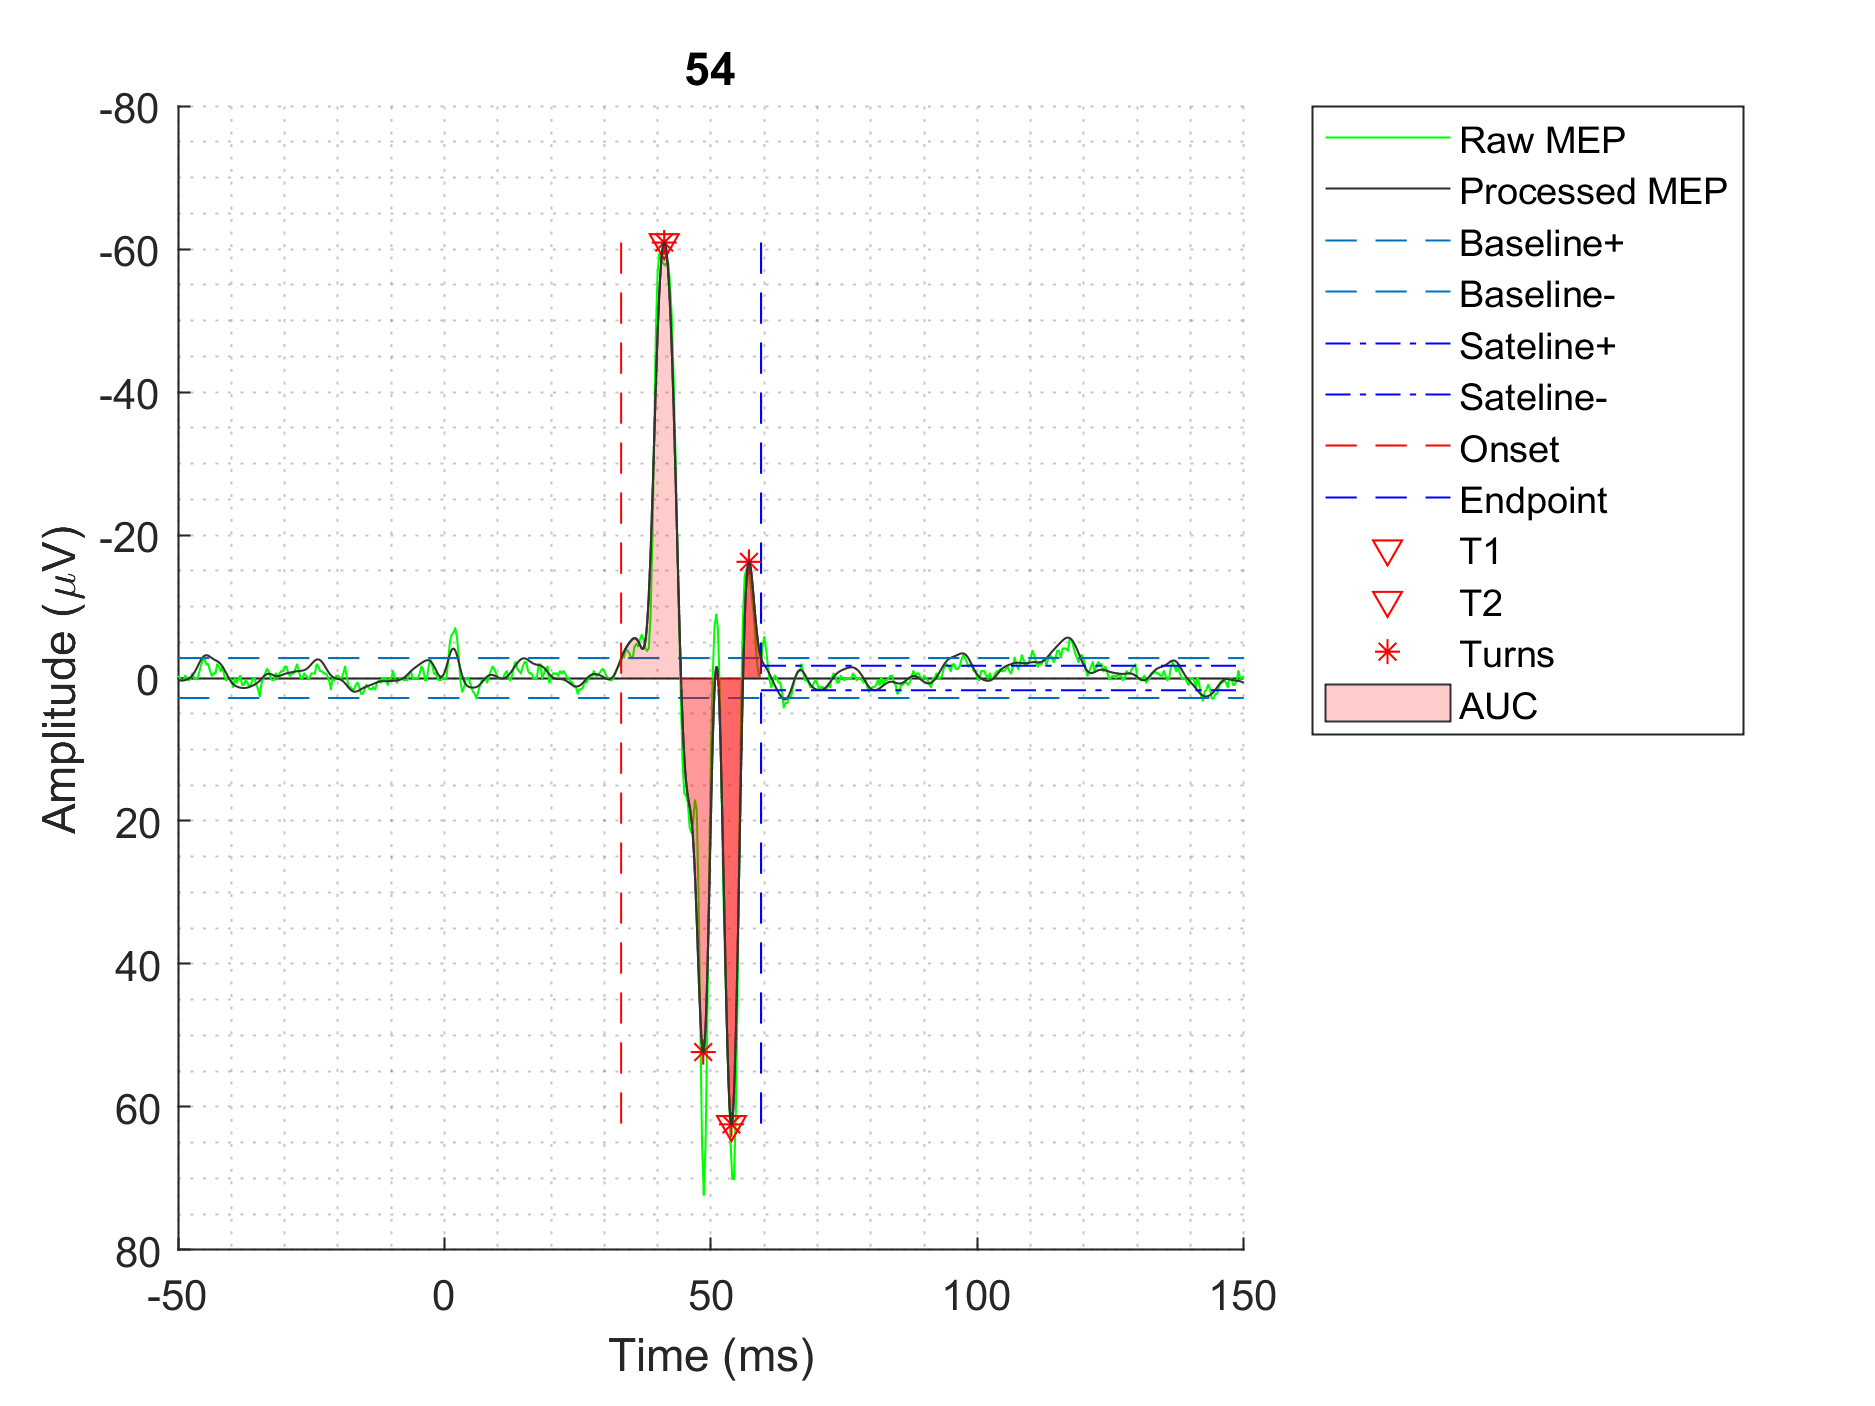 54
-80
-60
-40
-20
0
20
40
60
80
-50
0
50
100
150
Amplitude (μV)
Time (ms)
Raw MEP
Processed MEP
Baseline+
Baseline-
Sateline+
Sateline-
Onset
Endpoint
T1
T2
Turns
AUC